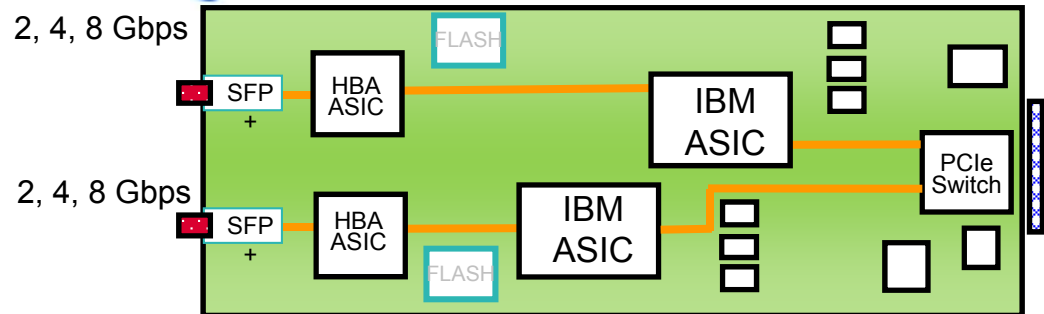 2, 4, 8 Gbps
FLASH
SFP
+
HBA
ASIC
IBM
ASIC
PCIe
Switch
2, 4, 8 Gbps
SFP
+
HBA
ASIC
IBM
ASIC
FLASH